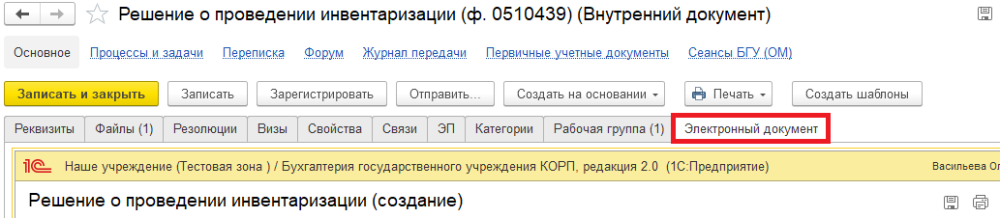 Решение о проведении инвентаризации (ф. 0510439) (Внутренний документ)
Основное Процессы и задачи Переписка Форум Журнал передачи Первичные учетные документы Сеансы БГУ (ОМ)
Записать и закрыть Записать Зарегистрировать Отправить... Создать на основании Печать Создать шаблоны
Реквизиты Файлы (1) Резолюции Визы Свойства Связи ЭП Категории Рабочая группа (1) Электронный документ
1С Наше учреждение (Тестовая зона ) / Бухгалтерия государственного учреждения КОРП, редакция 2.0 (1С:Предприятие) Васильева Ол
Решение о проведении инвентаризации (создание)